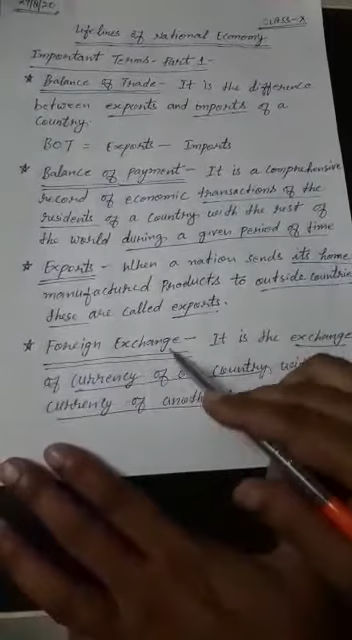 27/8/20
CLASS-X
Lifelines of National Economy
Important Terms- Part 1-
* Balance of Trade- It is the difference
between exports and imports of a
country.
BOT = Exports - Imports
* Balance of payment- It is a comprehensive
record of economic transactions of the
residents of a country with the rest of
the world during a given period of time
* Exports- When a nation sends its home
manufactured products to outside countries
these are called exports.
* Foreign Exchange- It is the exchange
of currency of country
currency of